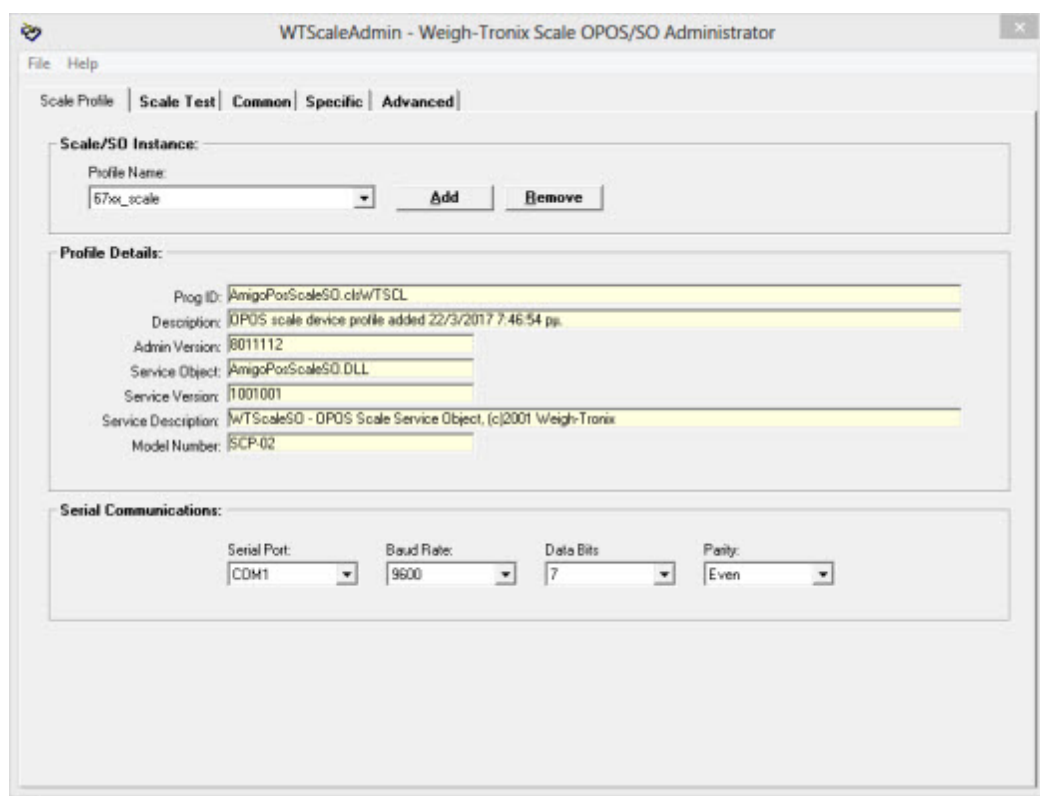 WTScaleAdmin - Weigh-Tronix Scale OPOS/SO Administrator
File Help
Scale Profile Scale Test Common Specific Advanced
Scale/SO Instance:
Profile Name:
67xx_scale Add Remove
Profile Details:
Prog ID: AmigoPosScaleSO.clsWTSCL
Description: OPOS scale device profile added 22/3/2017 7:46:54 μμ.
Admin Version: 8011112
Service Object: AmigoPosScaleSO.DLL
Service Version: 1001001
Service Description: WTScaleSO - OPOS Scale Service Object, (c)2001 Weigh-Tronix
Model Number: SCP-02
Serial Communications:
Serial Port: Baud Rate: Data Bits Parity:
COM1 9600 7 Even